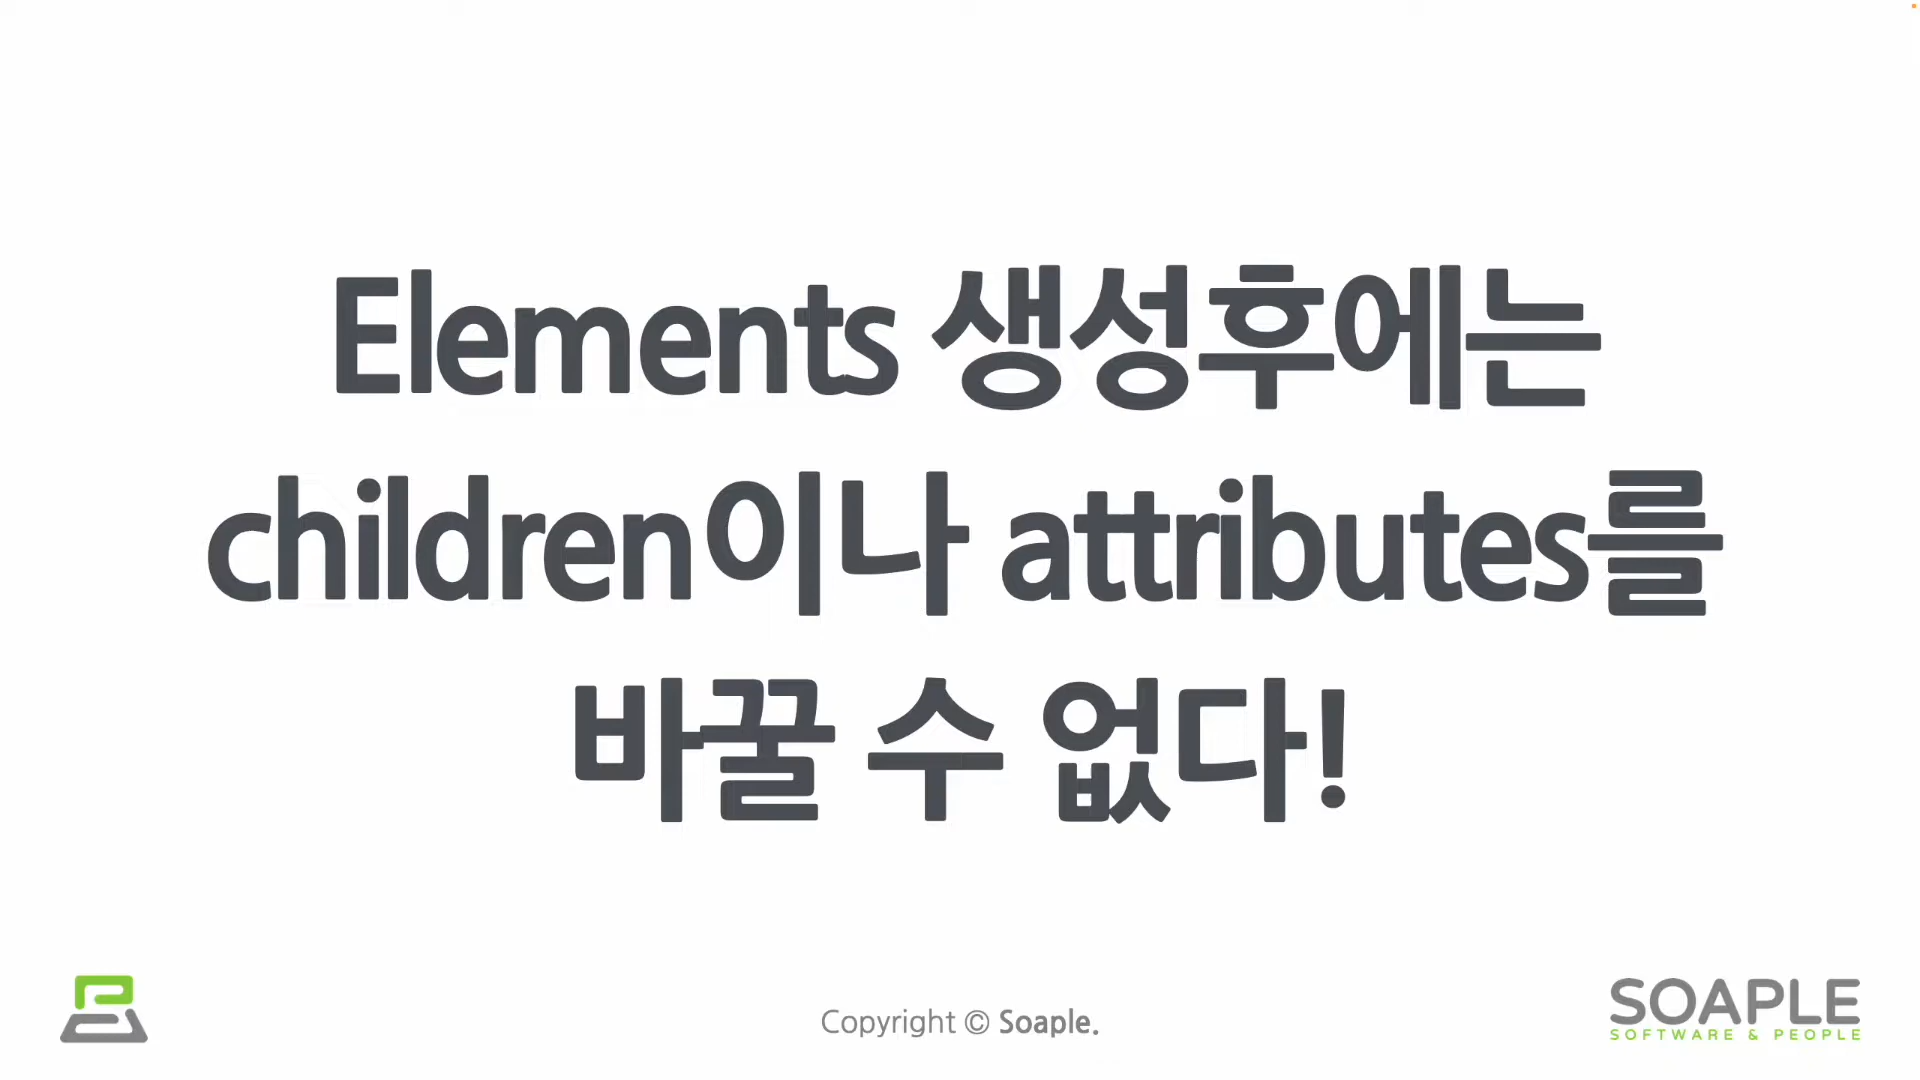 Elements 생성후에는
children이나 attributes를
바꿀 수 없다!
Copyright © Soaple.
SOAPLE
SOFTWARE & PEOPLE